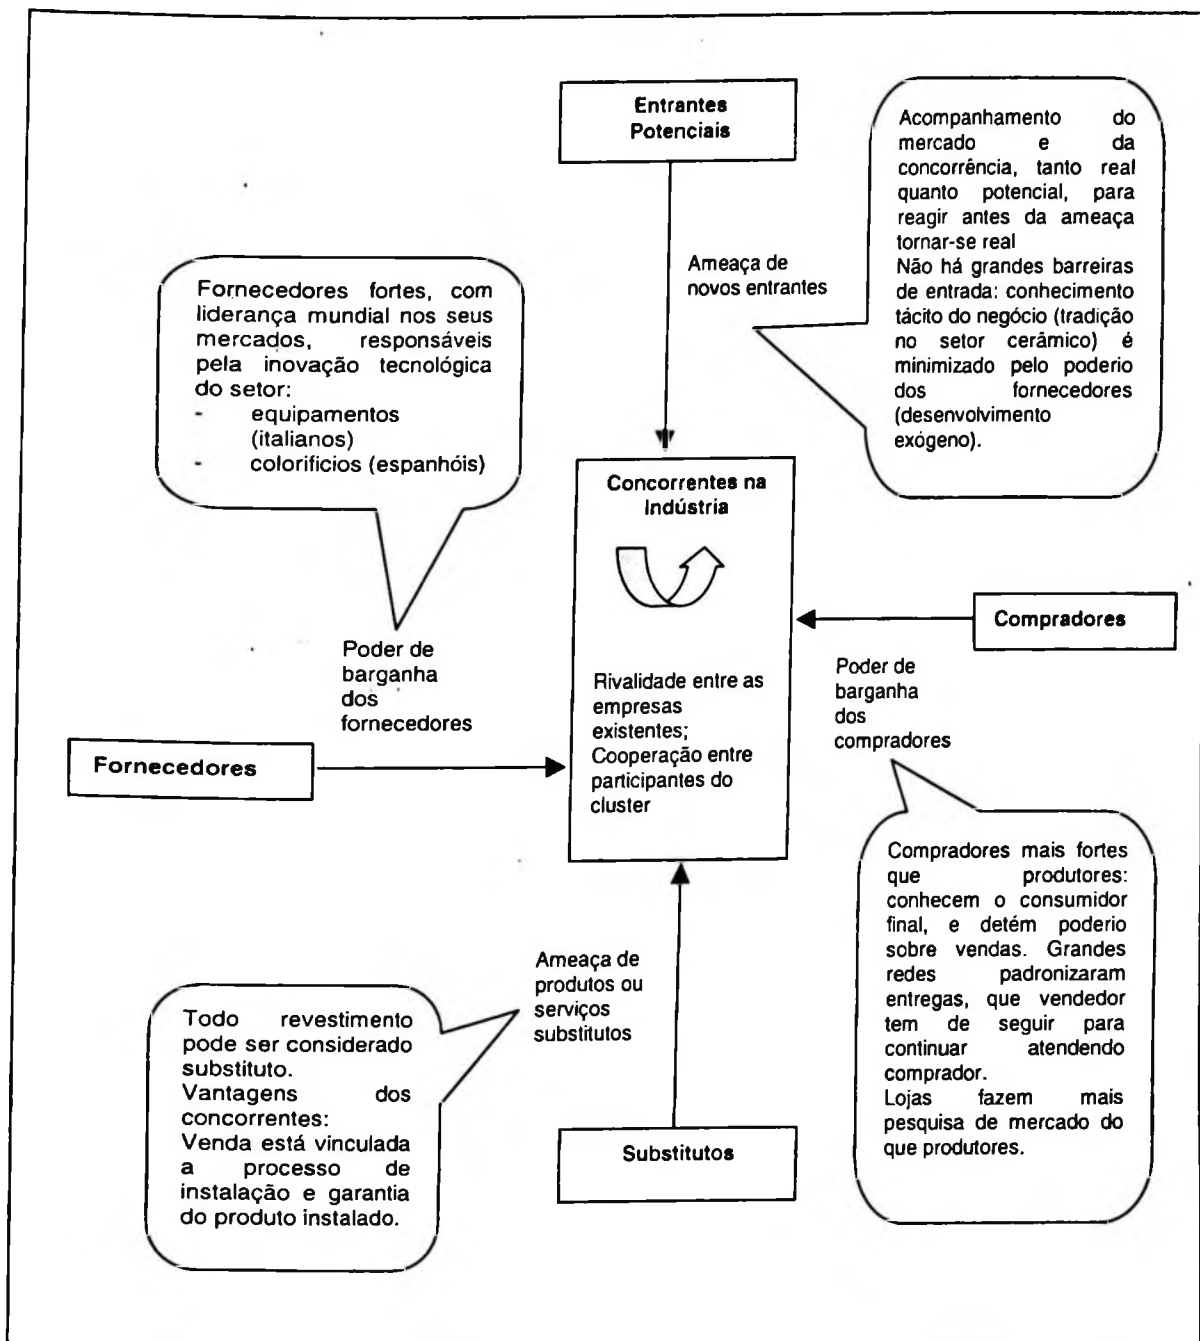 Entrantes
Potenciais
Acompanhamento do
mercado e da
concorrência, tanto real
quanto potencial, para
reagir antes da ameaça
tornar-se real
Não há grandes barreiras
de entrada: conhecimento
tácito do negócio (tradição
no setor cerâmico) é
minimizado pelo poderio
dos fornecedores
(desenvolvimento
exógeno).
Ameaça de
novos entrantes
Fornecedores fortes, com
liderança mundial nos seus
mercados, responsáveis
pela inovação tecnológica
do setor:
- equipamentos
(italianos)
- colorificios (espanhóis)
Concorrentes na
Indústria
Rivalidade entre as
empresas
existentes;
Cooperação entre
participantes do
cluster
Compradores
Poder de
barganha
dos
fornecedores
Poder de
barganha
dos
compradores
Fornecedores
Compradores mais fortes
que produtores:
conhecem o consumidor
final, e detém poderio
sobre vendas. Grandes
redes padronizaram
entregas, que vendedor
tem de seguir para
continuar atendendo
comprador.
Lojas fazem mais
pesquisa de mercado do
que produtores.
Ameaça de
produtos ou
serviços
substitutos
Todo revestimento
pode ser considerado
substituto.
Vantagens dos
concorrentes:
Venda está vinculada
a processo de
instalação e garantia
do produto instalado.
Substitutos